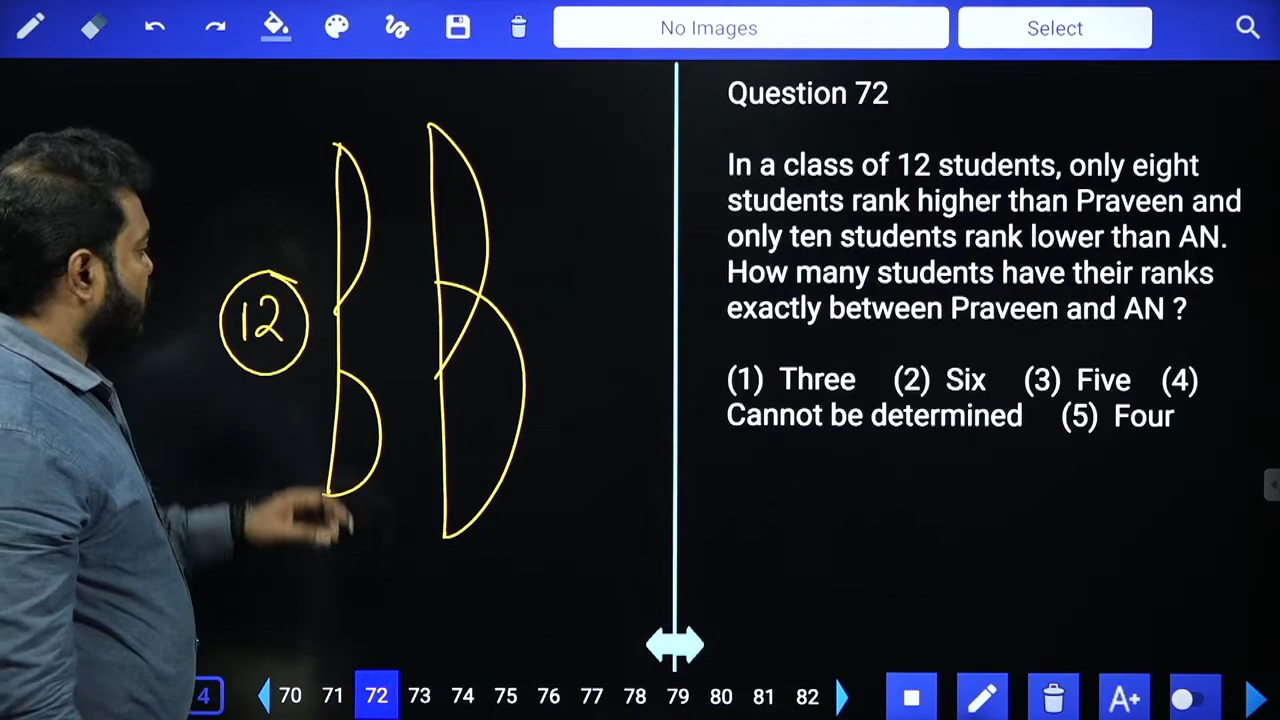 No Images
Select
Question 72
In a class of 12 students, only eight
students rank higher than Praveen and
only ten students rank lower than AN.
How many students have their ranks
exactly between Praveen and AN ?
(1) Three (2) Six (3) Five (4)
Cannot be determined (5) Four
12
4 70 71 72 73 74 75 76 77 78 79 80 81 82
A+